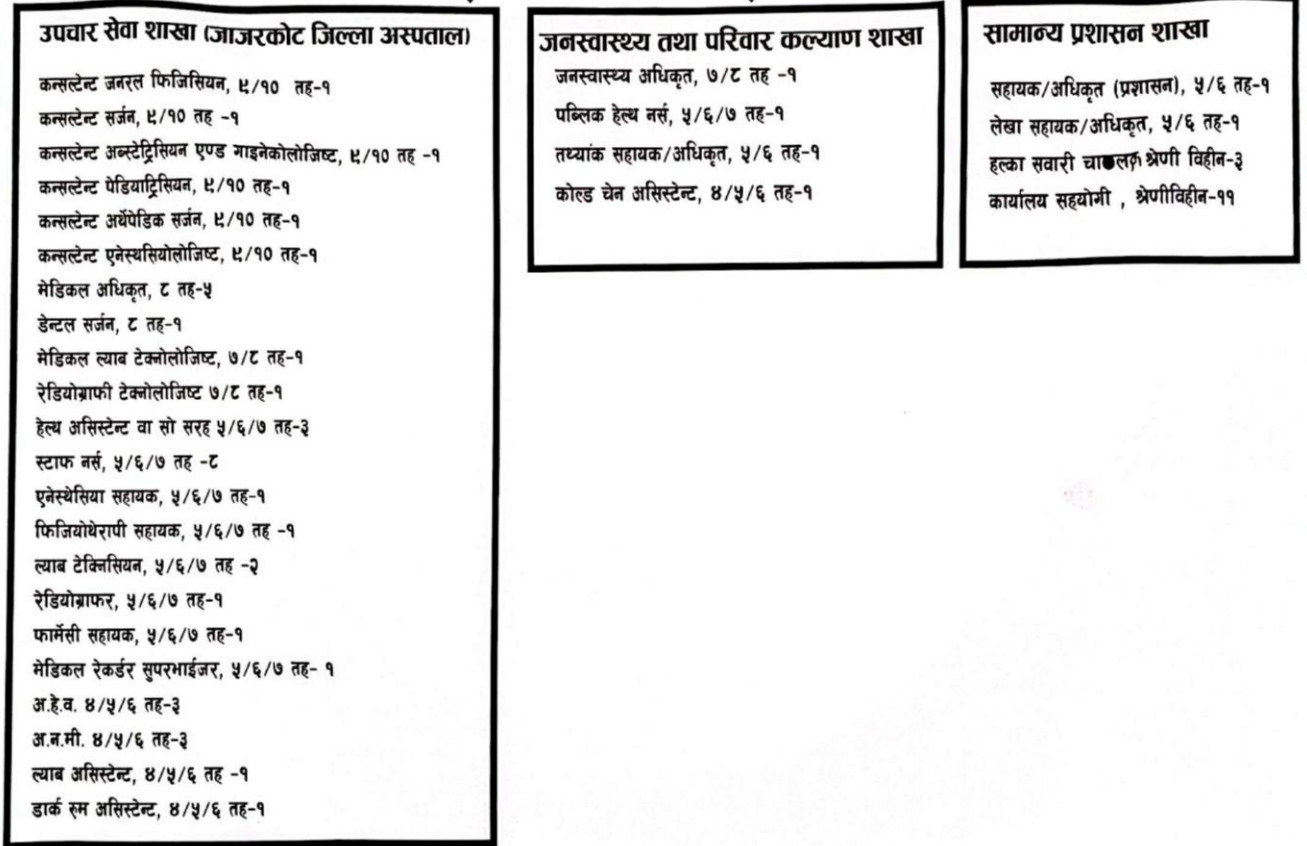 उपचार सेवा शाखा (जाजरकोट जिल्ला अस्पताल)
कन्सल्टेन्ट जनरल फिजिसियन, ९/१० तह-१
कन्सल्टेन्ट सर्जन, ९/१० तह -१
कन्सल्टेन्ट अब्स्टेट्रिसियन एण्ड गाइनेकोलोजिष्ट, ९/१० तह -१
कन्सल्टेन्ट पेडियाट्रिसियन, ९/१० तह-१
कन्सल्टेन्ट अर्थेपेडिक सर्जन, ९/१० तह-१
कन्सल्टेन्ट एनेस्थसियोलोजिष्ट, ९/१० तह-१
मेडिकल अधिकृत, ८ तह-५
डेन्टल सर्जन, ८ तह-१
मेडिकल ल्याब टेक्नोलोजिष्ट, ७/८ तह-१
रेडियोग्राफी टेक्नोलोजिष्ट ७/८ तह-१
हेल्थ असिस्टेन्ट वा सो सरह ५/६/७ तह-३
स्टाफ नर्स, ५/६/७ तह -८
एनेस्थेसिया सहायक, ५/६/७ तह-१
फिजियोथेरापी सहायक, ५/६/७ तह -१
ल्याब टेक्निसियन, ५/६/७ तह -२
रेडियोग्राफर, ५/६/७ तह-१
फार्मेसी सहायक, ५/६/७ तह-१
मेडिकल रेकर्डर सुपरभाईजर, ५/६/७ तह- १
अ.हे.व. ४/५/६ तह-३
अ.न.मी. ४/५/६ तह-३
ल्याब असिस्टेन्ट, ४/५/६ तह -१
डार्क रुम असिस्टेन्ट, ४/५/६ तह-१
जनस्वास्थ्य तथा परिवार कल्याण शाखा
जनस्वास्थ्य अधिकृत, ७/८ तह -१
पब्लिक हेल्थ नर्स, ५/६/७ तह-१
तथ्यांक सहायक/अधिकृत, ५/६ तह-१
कोल्ड चेन असिस्टेन्ट, ४/५/६ तह-१
सामान्य प्रशासन शाखा
सहायक/अधिकृत (प्रशासन), ५/६ तह-१
लेखा सहायक/अधिकृत, ५/६ तह-१
हल्का सवारी श्रेणी विहीन-३
कार्यालय सहयोगी , श्रेणीविहीन-११